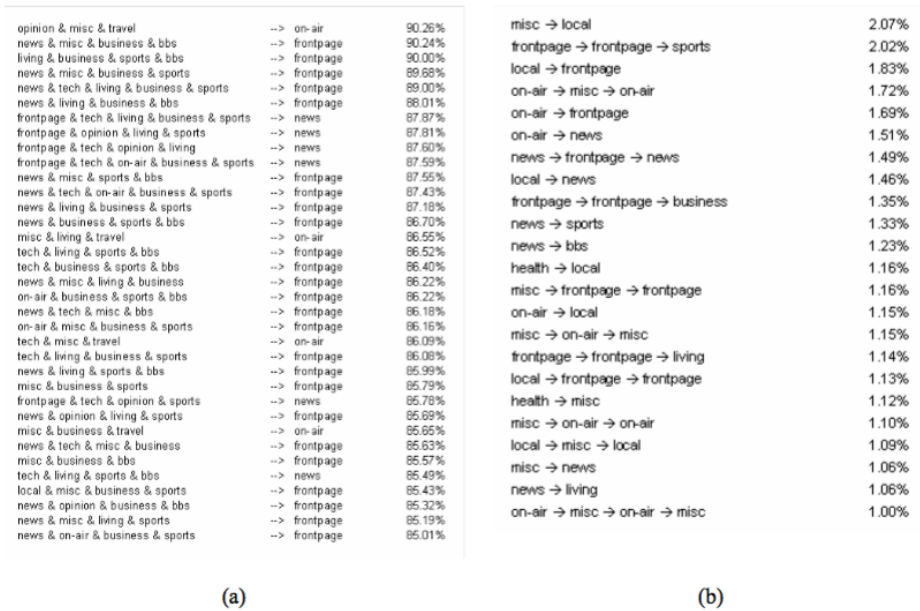 opinion & misc & travel --> on-air 90.26%
news & misc & business & bbs --> frontpage 90.24%
living & business & sports & bbs --> frontpage 90.00%
news & misc & business & sports --> frontpage 89.68%
news & tech & living & business & sports --> frontpage 89.00%
news & living & business & bbs --> frontpage 88.01%
frontpage & tech & living & business & sports --> news 87.87%
frontpage & opinion & living & sports --> news 87.81%
frontpage & tech & opinion & living --> news 87.60%
frontpage & tech & on-air & business & sports --> news 87.59%
news & misc & sports & bbs --> frontpage 87.55%
news & tech & on-air & business & sports --> frontpage 87.43%
news & living & business & sports --> frontpage 87.18%
news & business & sports & bbs --> frontpage 86.70%
misc & living & travel --> on-air 86.55%
tech & living & sports & bbs --> frontpage 86.52%
tech & business & sports & bbs --> frontpage 86.40%
news & misc & living & business --> frontpage 86.22%
on-air & business & sports & bbs --> frontpage 86.22%
news & tech & misc & bbs --> frontpage 86.18%
on-air & misc & business & sports --> frontpage 86.16%
tech & misc & travel --> on-air 86.09%
tech & living & business & sports --> frontpage 86.08%
news & living & sports & bbs --> frontpage 85.99%
misc & business & sports --> frontpage 85.79%
frontpage & tech & opinion & sports --> news 85.78%
news & opinion & living & sports --> frontpage 85.69%
misc & business & travel --> on-air 85.65%
news & tech & misc & business --> frontpage 85.63%
misc & business & bbs --> frontpage 85.57%
tech & living & sports & bbs --> news 85.49%
local & misc & business & sports --> frontpage 85.43%
news & opinion & business & bbs --> frontpage 85.32%
news & misc & living & sports --> frontpage 85.19%
news & on-air & business & sports --> frontpage 85.01%
(a)
misc → local 2.07%
frontpage → frontpage → sports 2.02%
local → frontpage 1.83%
on-air → misc → on-air 1.72%
on-air → frontpage 1.69%
on-air → news 1.51%
news → frontpage → news 1.49%
local → news 1.46%
frontpage → frontpage → business 1.35%
news → sports 1.33%
news → bbs 1.23%
health → local 1.16%
misc → frontpage → frontpage 1.16%
on-air → local 1.15%
misc → on-air → misc 1.15%
frontpage → frontpage → living 1.14%
local → frontpage → frontpage 1.13%
health → misc 1.12%
misc → on-air → on-air 1.10%
local → misc → local 1.09%
misc → news 1.06%
news → living 1.06%
on-air → misc → on-air → misc 1.00%
(b)